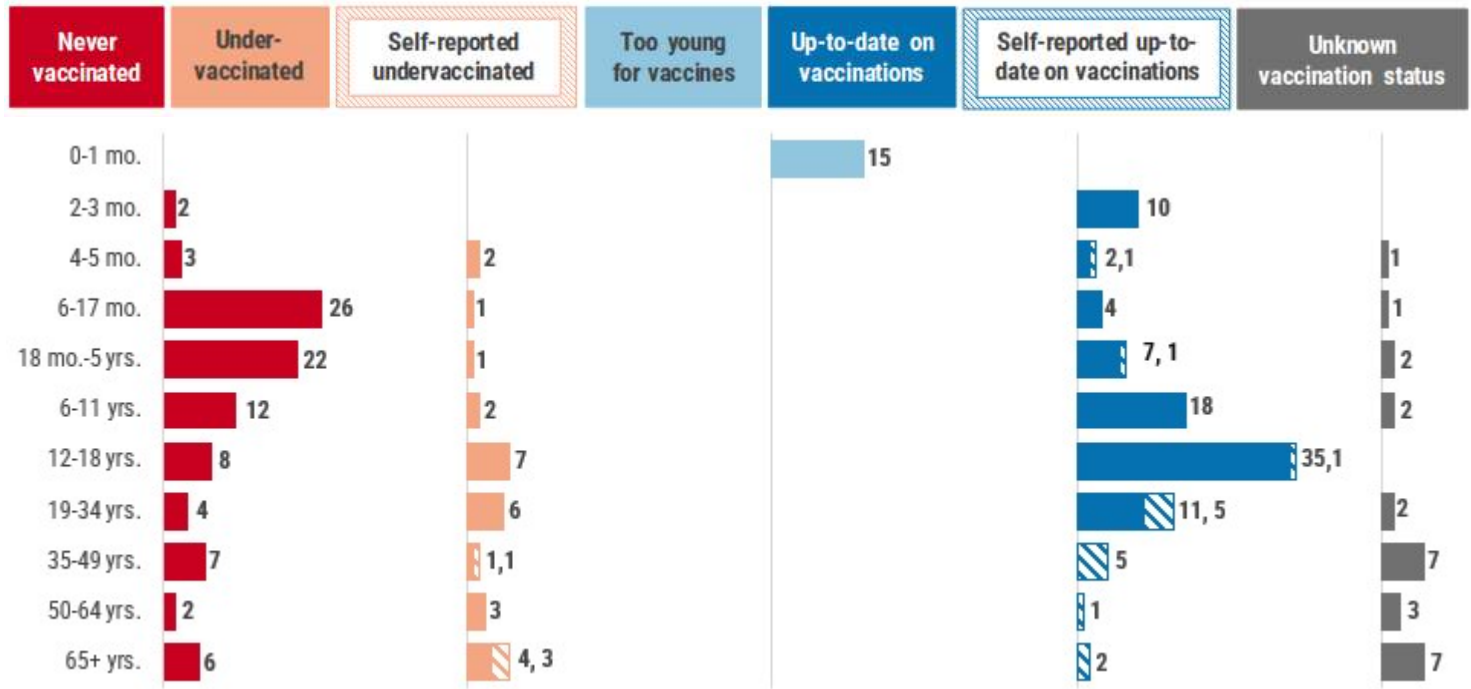 Never
vaccinated
Under-
vaccinated
Self-reported
undervaccinated
Too young
for vaccines
Up-to-date on
vaccinations
Self-reported up-to-
date on vaccinations
Unknown
vaccination status
0-1 mo. 15
2-3 mo. 2 10
4-5 mo. 3 2 2,1 1
6-17 mo. 26 1 4 1
18 mo.-5 yrs. 22 1 7, 1 2
6-11 yrs. 12 2 18 2
12-18 yrs. 8 7 35,1
19-34 yrs. 4 6 11, 5 2
35-49 yrs. 7 1,1 5 7
50-64 yrs. 2 3 1 3
65+ yrs. 6 4, 3 2 7